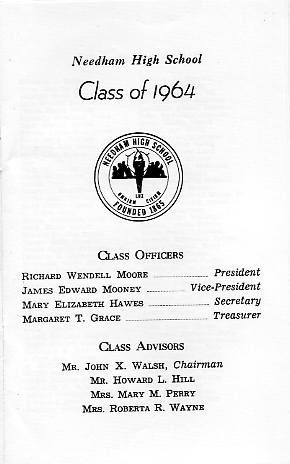 Needham High School
Class of 1964
NEEDHAM HIGH SCHOOL
LUX
FOUNDED 1865
CLASS OFFICERS
RICHARD WENDELL MOORE President
JAMES EDWARD MOONEY Vice-President
MARY ELIZABETH HAWES Secretary
MARGARET T. GRACE Treasurer
CLASS ADVISORS
MR. JOHN X. WALSH, Chairman
MR. HOWARD L. HILL
MRS. MARY M. PERRY
MRS. ROBERTA R. WAYNE